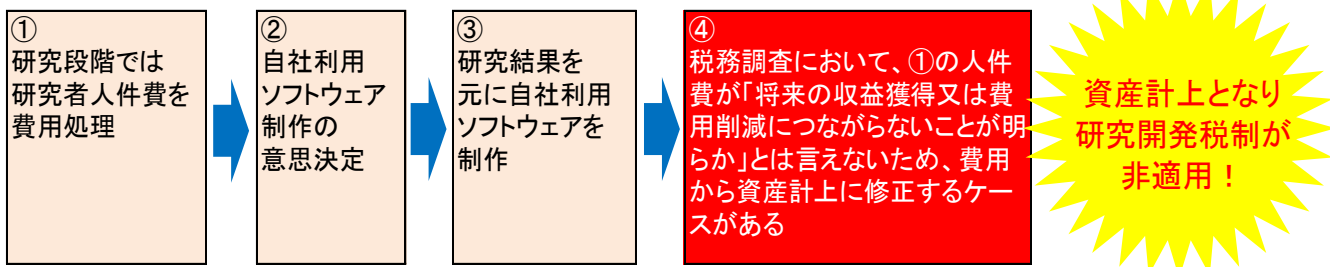 ①
研究段階では
研究者人件費を
費用処理
②
自社利用
ソフトウェア
制作の
意思決定
③
研究結果を
元に自社利用
ソフトウェアを
制作
④
税務調査において、①の人件
費が「将来の収益獲得又は費
用削減につながらないことが明
らか」とは言えないため、費用
から資産計上に修正するケー
スがある
資産計上となり
研究開発税制が
非適用！